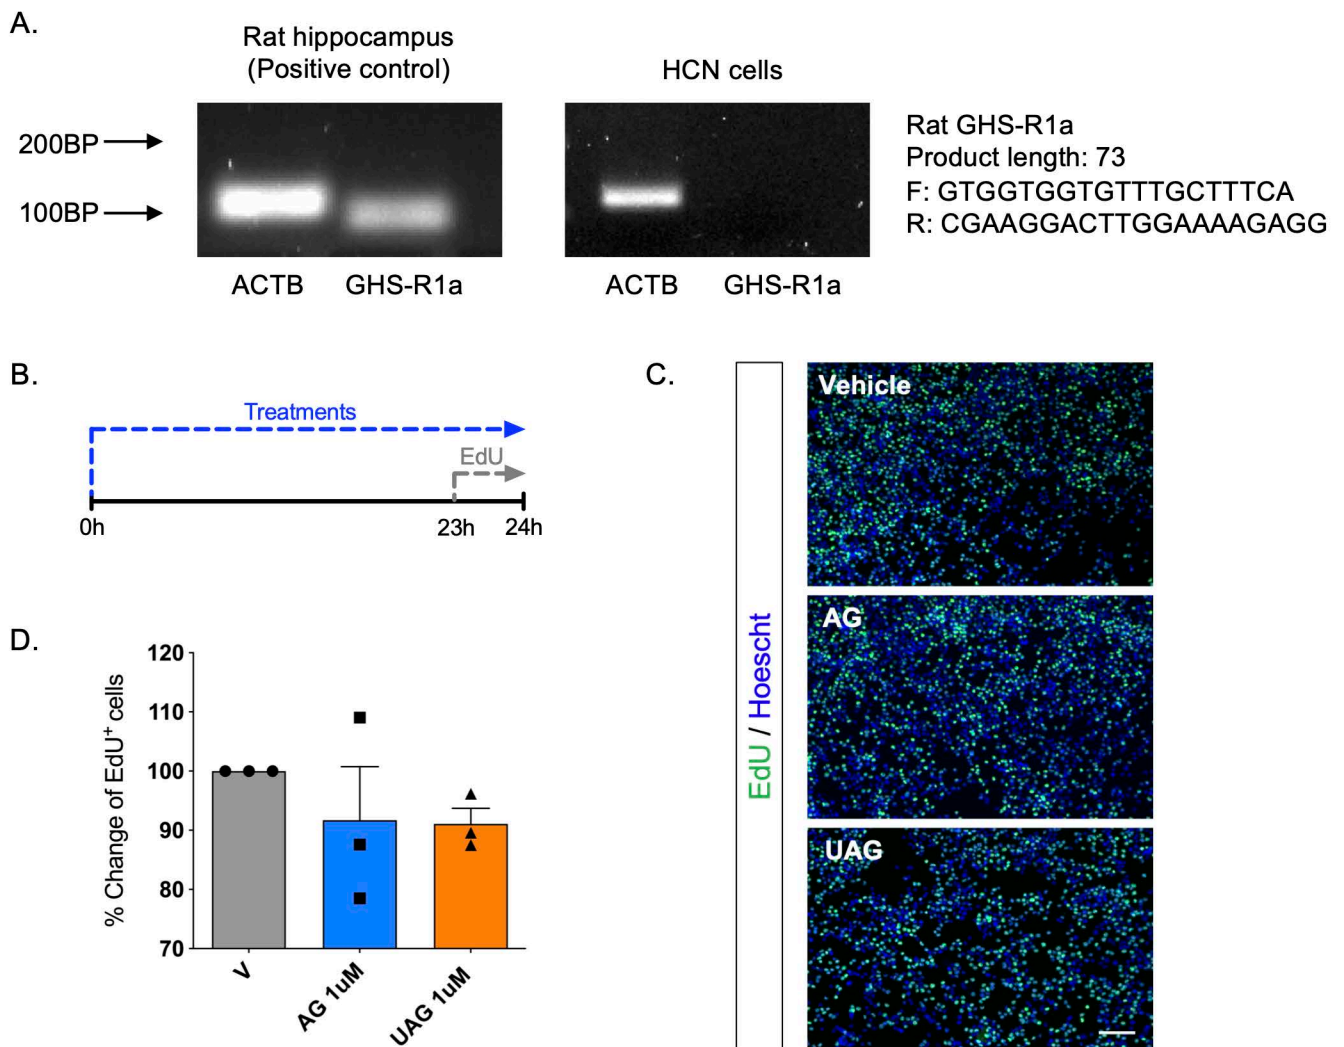 A.
Rat hippocampus
(Positive control)
HCN cells
200BP
100BP
ACTB GHS-R1a
ACTB GHS-R1a
Rat GHS-R1a
Product length: 73
F: GTGGTGGTGTTTGCTTTCA
R: CGAAGGACTTGGAAAAGAGG
B.
Treatments
EdU
0h 23h 24h
C.
EdU / Hoescht
Vehicle
AG
UAG
D.
% Change of EdU+ cells
120
110
100
90
80
70
V
AG 1uM
UAG 1uM